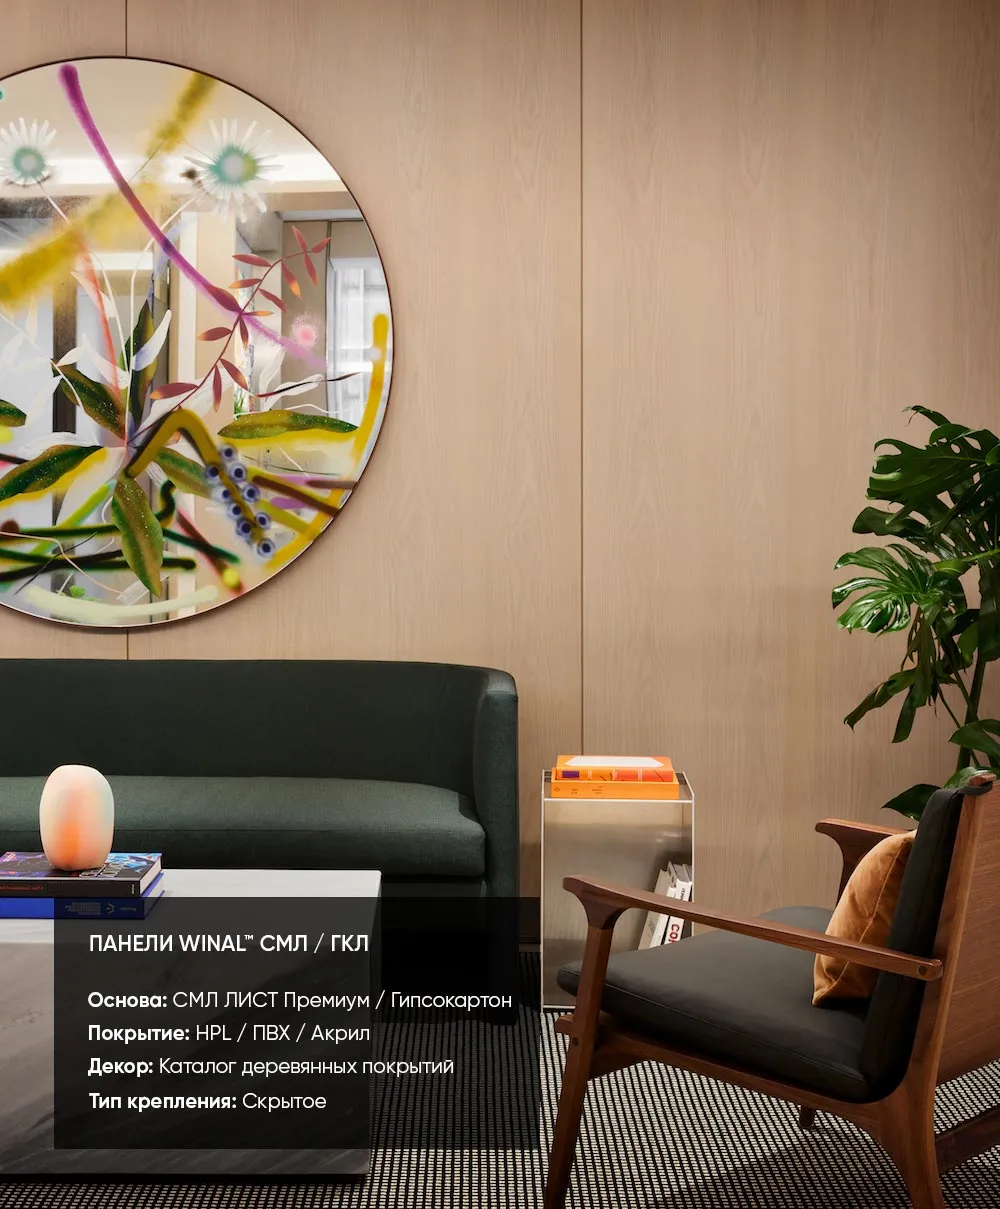 ПАНЕЛИ WINAL™ СМЛ / ГКЛ
Основа: СМЛ ЛИСТ Премиум / Гипсокартон
Покрытие: HPL / ПВХ / Акрил
Декор: Каталог деревянных покрытий
Тип крепления: Скрытое